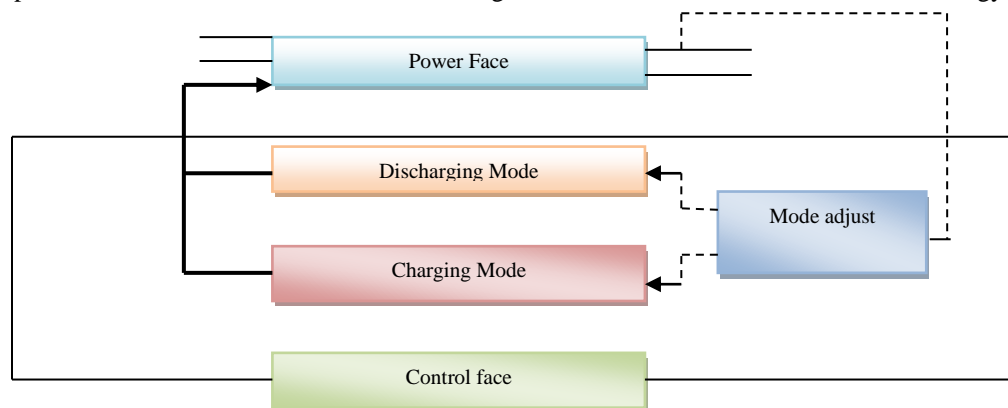 Power Face
Discharging Mode
Mode adjust
Charging Mode
Control face